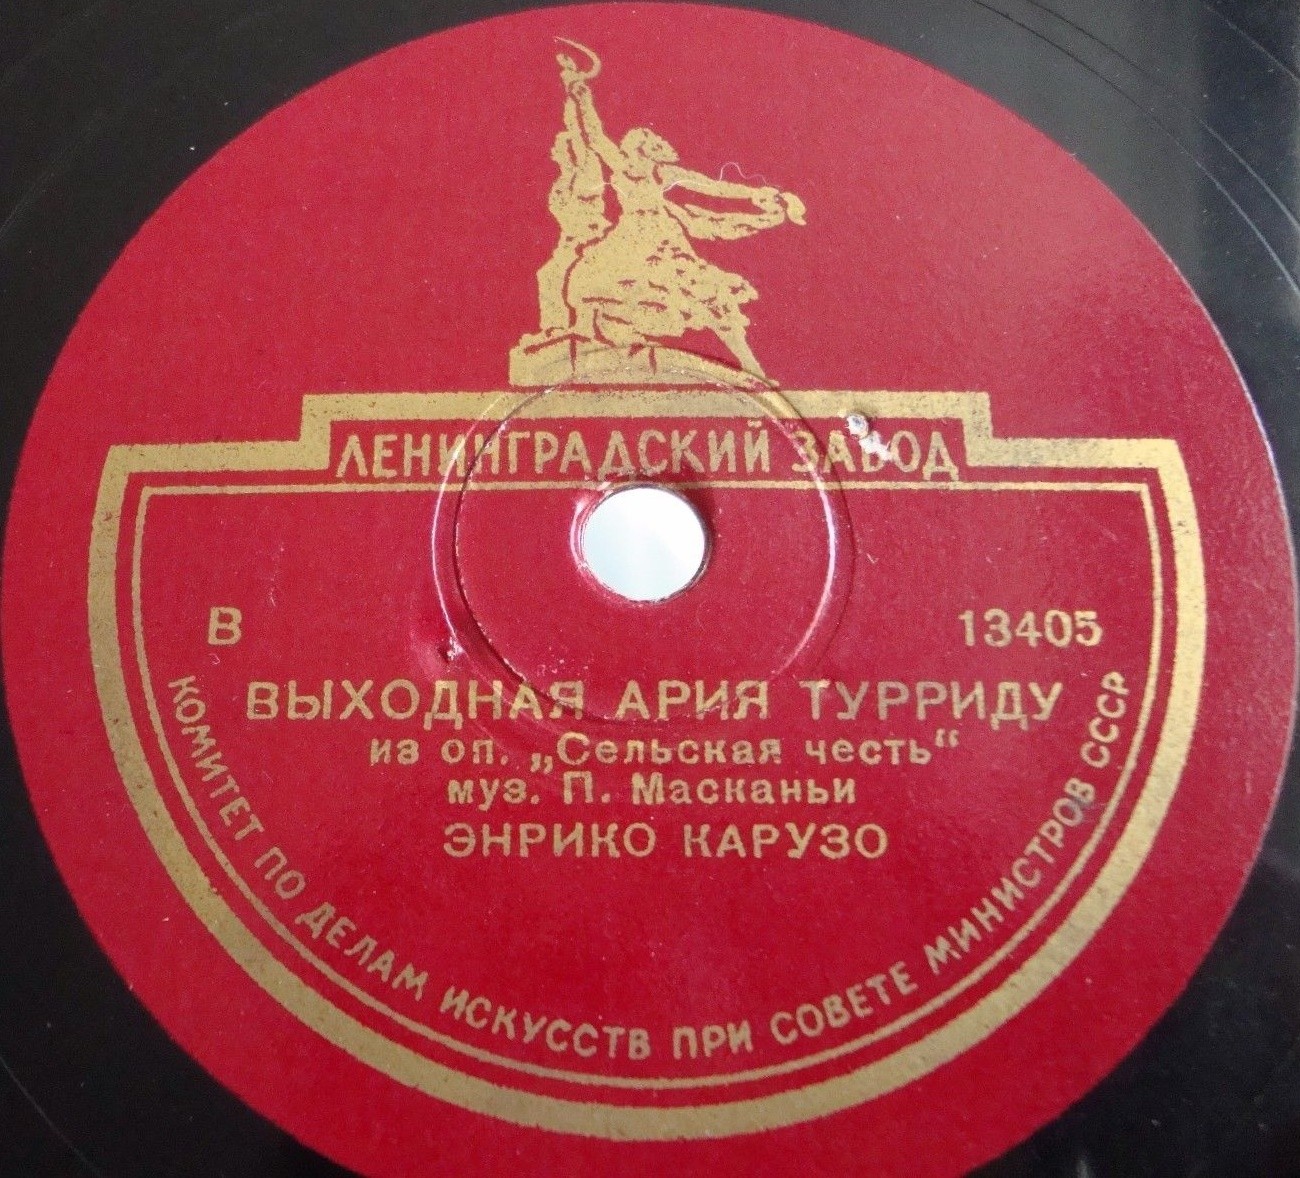 ЛЕНИНГРАДСКИЙ ЗАВОД
В 13405
ВЫХОДНАЯ АРИЯ ТУРРИДУ
из оп. „Сельская честь“
муз. П. Масканьи
ЭНРИКО КАРУЗО
КОМИТЕТ ПО ДЕЛАМ ИСКУССТВ ПРИ СОВЕТЕ МИНИСТРОВ СССР